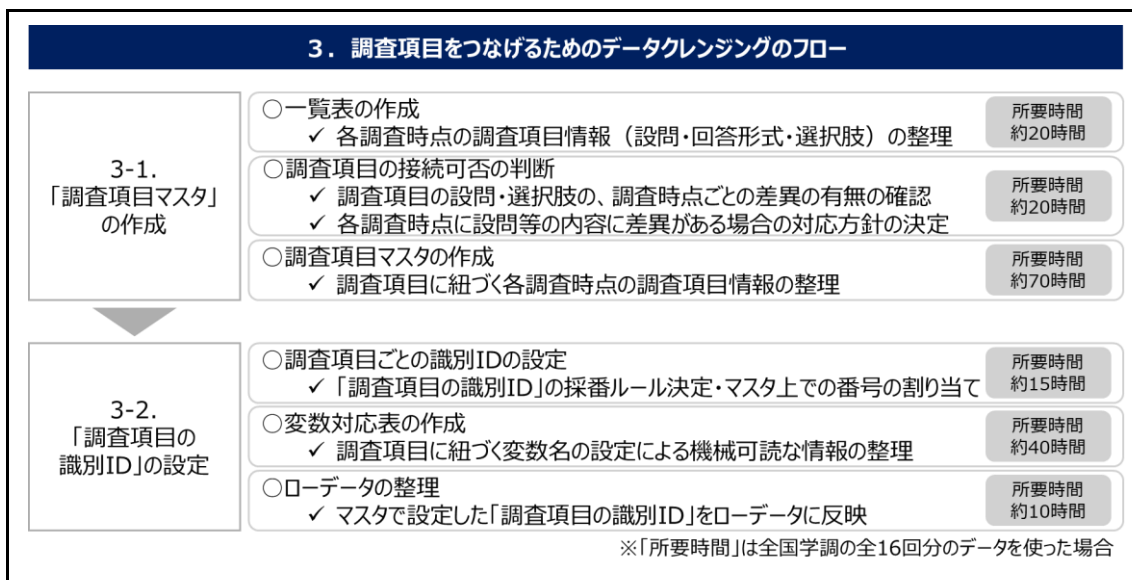 ３．調査項目をつなげるためのデータクレンジングのフロー
3-1.
「調査項目マスタ」
の作成
○一覧表の作成
✓ 各調査時点の調査項目情報（設問・回答形式・選択肢）の整理
所要時間
約20時間
○調査項目の接続可否の判断
✓ 調査項目の設問・選択肢の、調査時点ごとの差異の有無の確認
✓ 各調査時点に設問等の内容に差異がある場合の対応方針の決定
所要時間
約20時間
○調査項目マスタの作成
✓ 調査項目に紐づく各調査時点の調査項目情報の整理
所要時間
約70時間
3-2.
「調査項目の
識別ID」の設定
○調査項目ごとの識別IDの設定
✓ 「調査項目の識別ID」の採番ルール決定・マスタ上での番号の割り当て
所要時間
約15時間
○変数対応表の作成
✓ 調査項目に紐づく変数名の設定による機械可読な情報の整理
所要時間
約40時間
○ローデータの整理
✓ マスタで設定した「調査項目の識別ID」をローデータに反映
所要時間
約10時間
※「所要時間」は全国学調の全16回分のデータを使った場合